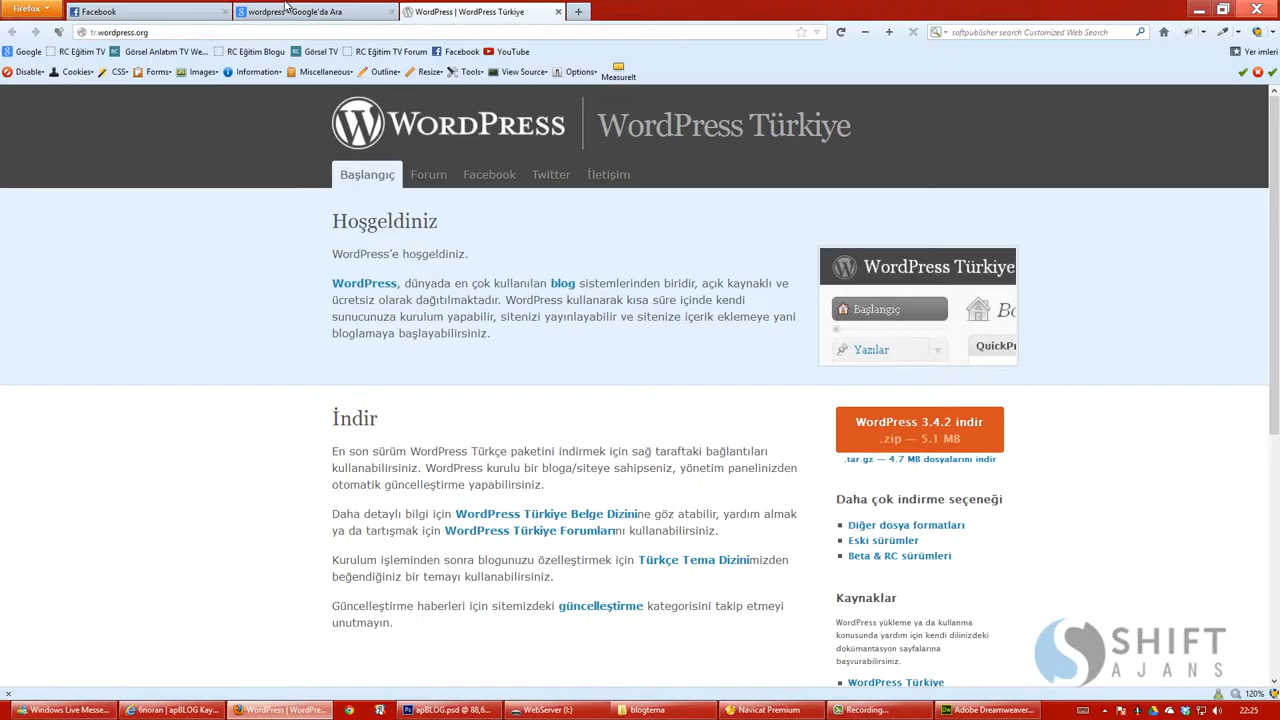 Firefox
Facebook
wordpress - Google'da Ara
WordPress | WordPress Türkiye
tr.wordpress.org
softpublisher search Customized Web Search
Google
RC Eğitim TV
Görsel Anlatım TV We...
RC Eğitim Blogu
Görsel TV
RC Eğitim TV Forum
Facebook
YouTube
Yer imleri
Disable
Cookies
CSS
Forms
Images
Information
Miscellaneous
Outline
Resize
Tools
View Source
Options
MeasureIt
WORDPRESS
WordPress Türkiye
Başlangıç
Forum
Facebook
Twitter
İletişim
Hoşgeldiniz
WordPress'e hoşgeldiniz.
WordPress, dünyada en çok kullanılan blog sistemlerinden biridir, açık kaynaklı ve
ücretsiz olarak dağıtılmaktadır. WordPress kullanarak kısa süre içinde kendi
sunucunuza kurulum yapabilir, sitenizi yayınlayabilir ve sitenize içerik eklemeye yani
bloglamaya başlayabilirsiniz.
WordPress Türkiye
Başlangıç
Yazılar
QuickPr
İndir
En son sürüm WordPress Türkçe paketini indirmek için sağ taraftaki bağlantıları
kullanabilirsiniz. WordPress kurulu bir bloga/siteye sahipseniz, yönetim panelinizden
otomatik güncelleştirme yapabilirsiniz.
Daha detaylı bilgi için WordPress Türkiye Belge Dizinine göz atabilir, yardım almak
ya da tartışmak için WordPress Türkiye Forumlarını kullanabilirsiniz.
Kurulum işleminden sonra blogunuzu özelleştirmek için Türkçe Tema Dizinimizden
beğendiğiniz bir temayı kullanabilirsiniz.
Güncelleştirme haberleri için sitemizdeki güncelleştirme kategorisini takip etmeyi
unutmayın.
WordPress 3.4.2 indir
.zip — 5.1 MB
.tar.gz — 4.7 MB dosyalarını indir
Daha çok indirme seçeneği
Diğer dosya formatları
Eski sürümler
Beta & RC sürümleri
Kaynaklar
WordPress yükleme ya da kullanma
konusunda yardım için kendi dilinizdeki
dokümantasyon sayfalarına
başvurabilirsiniz.
WordPress Türkiye
SHIFT
AJANS
120%
Windows Live Messe...
6noran | apBLOG Kay...
WordPress | WordPre...
apBLOG.psd @ 88,6...
WebServer (I:)
blogtema
Navicat Premium
Recording...
Adobe Dreamweaver...
22:25